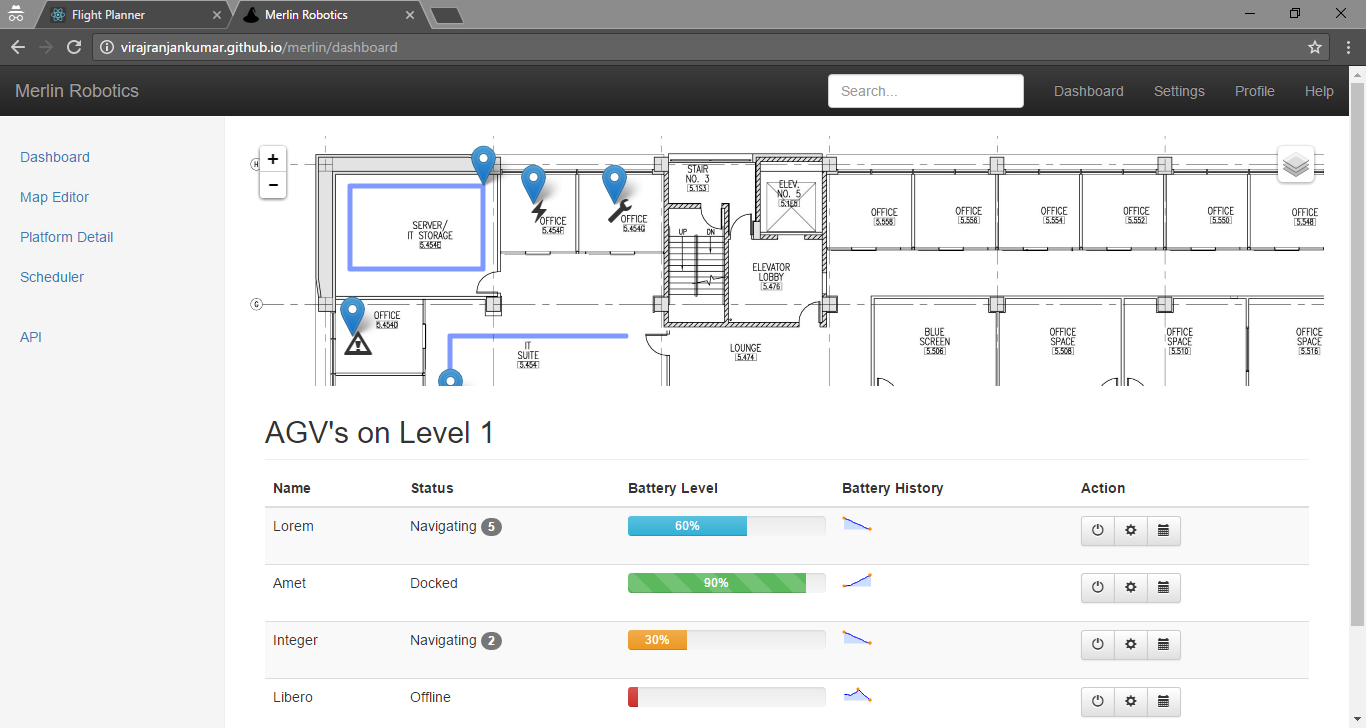 Flight Planner
Merlin Robotics
virajranjankumar.github.io/merlin/dashboard
Merlin Robotics
Search...
Dashboard
Settings
Profile
Help
Dashboard
Map Editor
Platform Detail
Scheduler
API
+
−
H
G
SERVER/
IT STORAGE
5.454E
OFFICE
5.454F
OFFICE
5.454G
STAIR
NO. 3
5.1S3
ELEV.
NO. 5
UP
DN
ELEVATOR
LOBBY
5.476
OFFICE
5.558
OFFICE
5.556
OFFICE
5.554
OFFICE
5.552
OFFICE
5.550
OFFICE
5.548
OFFICE
5.454D
IT
SUITE
5.454
LOUNGE
5.474
BLUE
SCREEN
5.506
OFFICE
SPACE
5.508
OFFICE
SPACE
5.510
OFFICE
SPACE
5.516
AGV's on Level 1
Name Status Battery Level Battery History Action
Lorem Navigating 5 60%
Amet Docked 90%
Integer Navigating 2 30%
Libero Offline